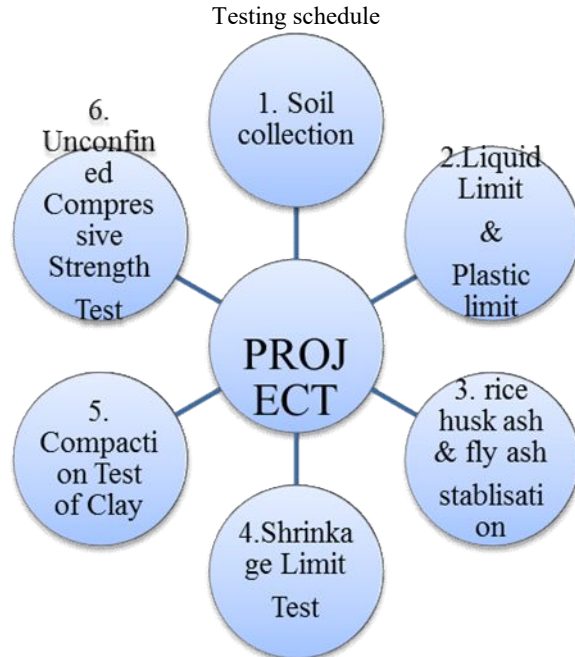 Testing schedule
1. Soil
collection
2.Liquid
Limit
&
Plastic
limit
3. rice
husk ash
& fly ash
stablisati
on
4.Shrinka
ge Limit
Test
5.
Compacti
on Test
of Clay
6.
Unconfin
ed
Compres
sive
Strength
Test
PROJ
ECT